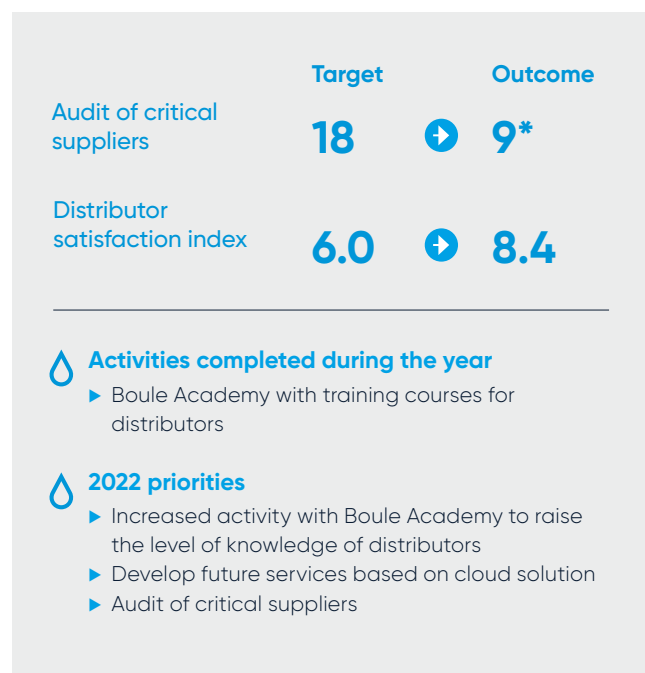 Target Outcome
Audit of critical
suppliers
18 9*
Distributor
satisfaction index
6.0 8.4
Activities completed during the year
Boule Academy with training courses for
distributors
2022 priorities
Increased activity with Boule Academy to raise
the level of knowledge of distributors
Develop future services based on cloud solution
Audit of critical suppliers